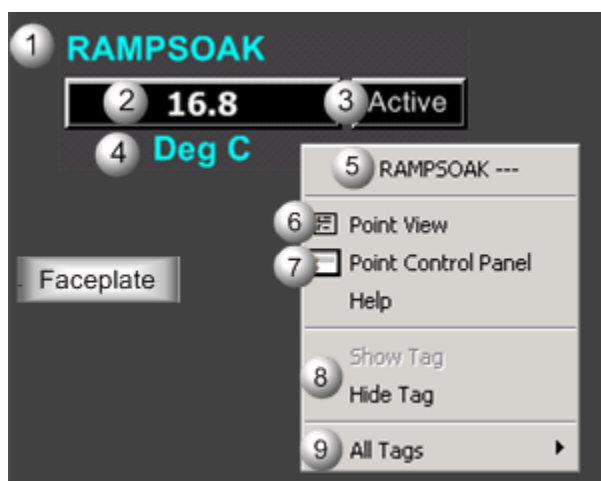 1 RAMPSOAK
2 16.8 3 Active
4 Deg C
5 RAMPSOAK ---
6 Point View
7 Point Control Panel
Faceplate
Help
Show Tag
8
Hide Tag
9 All Tags